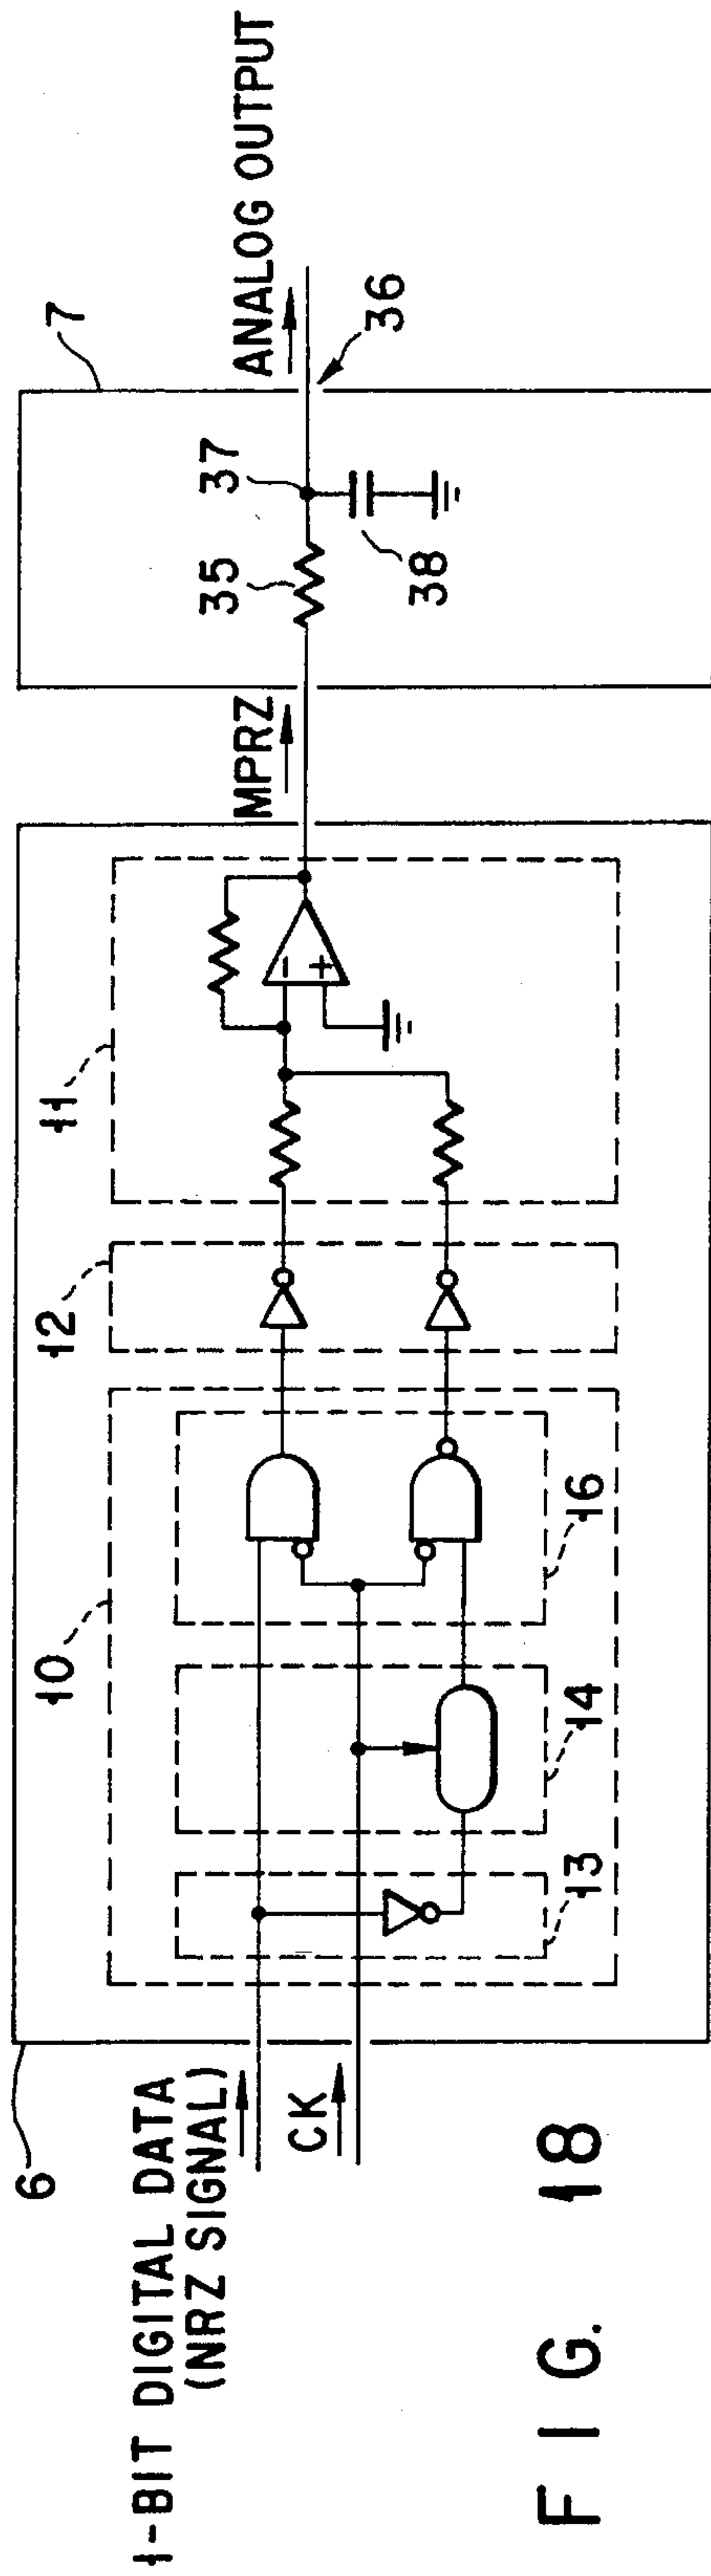 1-BIT DIGITAL DATA
(NRZ SIGNAL)
CK
6
10
13
14
16
12
11
-
+
MPRZ
7
35
37
38
36
ANALOG OUTPUT
FIG. 18